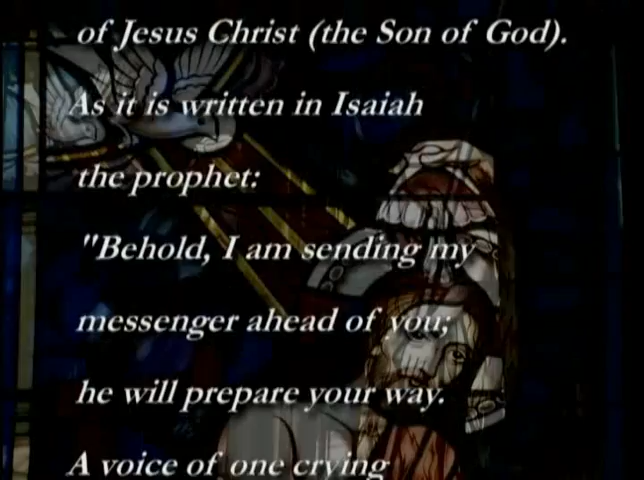 of Jesus Christ (the Son of God).
As it is written in Isaiah
the prophet:
"Behold, I am sending my
messenger ahead of you;
he will prepare your way.
A voice of one crying